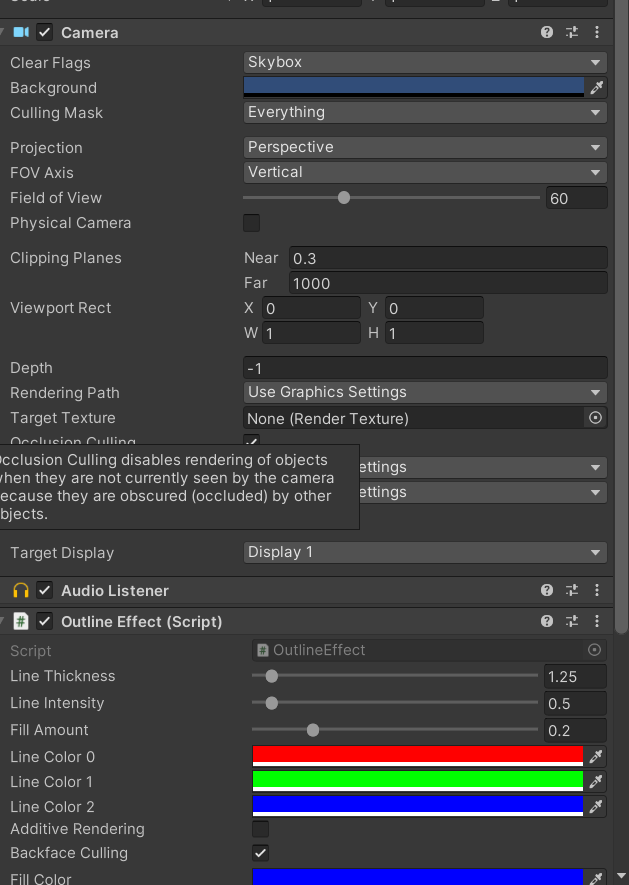 Camera
Clear Flags Skybox
Background
Culling Mask Everything
Projection Perspective
FOV Axis Vertical
Field of View 60
Physical Camera
Clipping Planes Near 0.3
Far 1000
Viewport Rect X 0 Y 0
W 1 H 1
Depth -1
Rendering Path Use Graphics Settings
Target Texture None (Render Texture)
Occlusion Culling
Occlusion Culling disables rendering of objects
when they are not currently seen by the camera
because they are obscured (occluded) by other
objects.
ettings
ettings
Target Display Display 1
Audio Listener
# Outline Effect (Script)
Script # OutlineEffect
Line Thickness 1.25
Line Intensity 0.5
Fill Amount 0.2
Line Color 0
Line Color 1
Line Color 2
Additive Rendering
Backface Culling
Fill Color